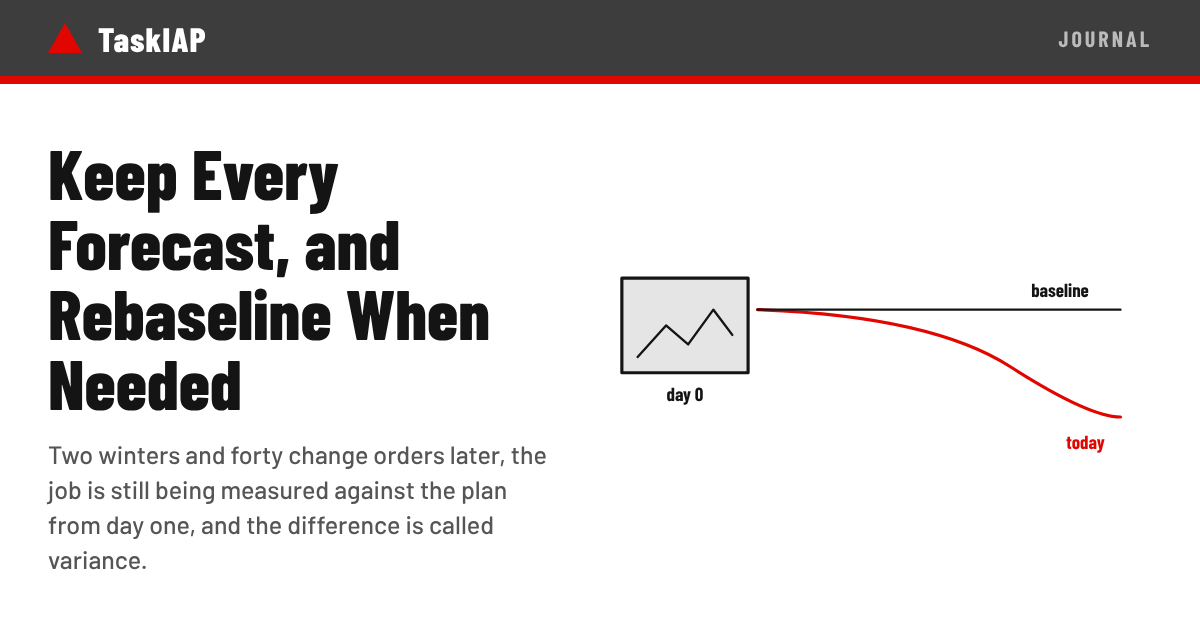 TaskIAP
JOURNAL
Keep Every
Forecast, and
Rebaseline When
Needed
Two winters and forty change orders later, the
job is still being measured against the plan
from day one, and the difference is called
variance.
baseline
day 0
today